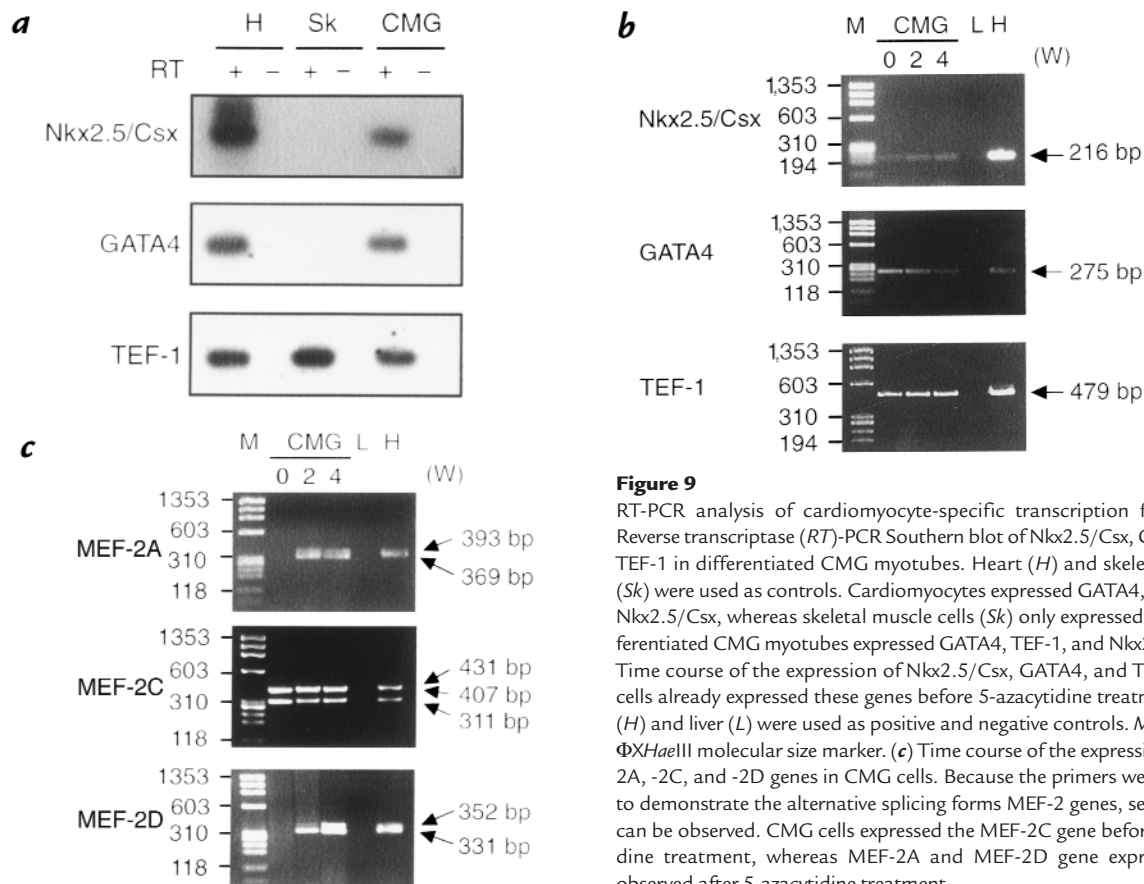 a
H Sk CMG
RT + − + − + −
Nkx2.5/Csx
GATA4
TEF-1
b
M CMG L H
0 2 4 (W)
Nkx2.5/Csx
1,353
603
310
194
216 bp
GATA4
1,353
603
310
118
275 bp
TEF-1
1,353
603
310
194
479 bp
c
M CMG L H
0 2 4 (W)
MEF-2A
1353
603
310
118
393 bp
369 bp
MEF-2C
1353
603
310
118
431 bp
407 bp
311 bp
MEF-2D
1353
603
310
118
352 bp
331 bp
Figure 9
RT-PCR analysis of cardiomyocyte-specific transcription f
Reverse transcriptase (RT)-PCR Southern blot of Nkx2.5/Csx,
TEF-1 in differentiated CMG myotubes. Heart (H) and skele
(Sk) were used as controls. Cardiomyocytes expressed GATA4,
Nkx2.5/Csx, whereas skeletal muscle cells (Sk) only expressed
ferentiated CMG myotubes expressed GATA4, TEF-1, and Nkx2
Time course of the expression of Nkx2.5/Csx, GATA4, and T
cells already expressed these genes before 5-azacytidine treatm
(H) and liver (L) were used as positive and negative controls. M
ΦXHaeIII molecular size marker. (c) Time course of the expressi
2A, -2C, and -2D genes in CMG cells. Because the primers we
to demonstrate the alternative splicing forms MEF-2 genes, se
can be observed. CMG cells expressed the MEF-2C gene before
dine treatment, whereas MEF-2A and MEF-2D gene expr
observed after 5-azacytidine treatment